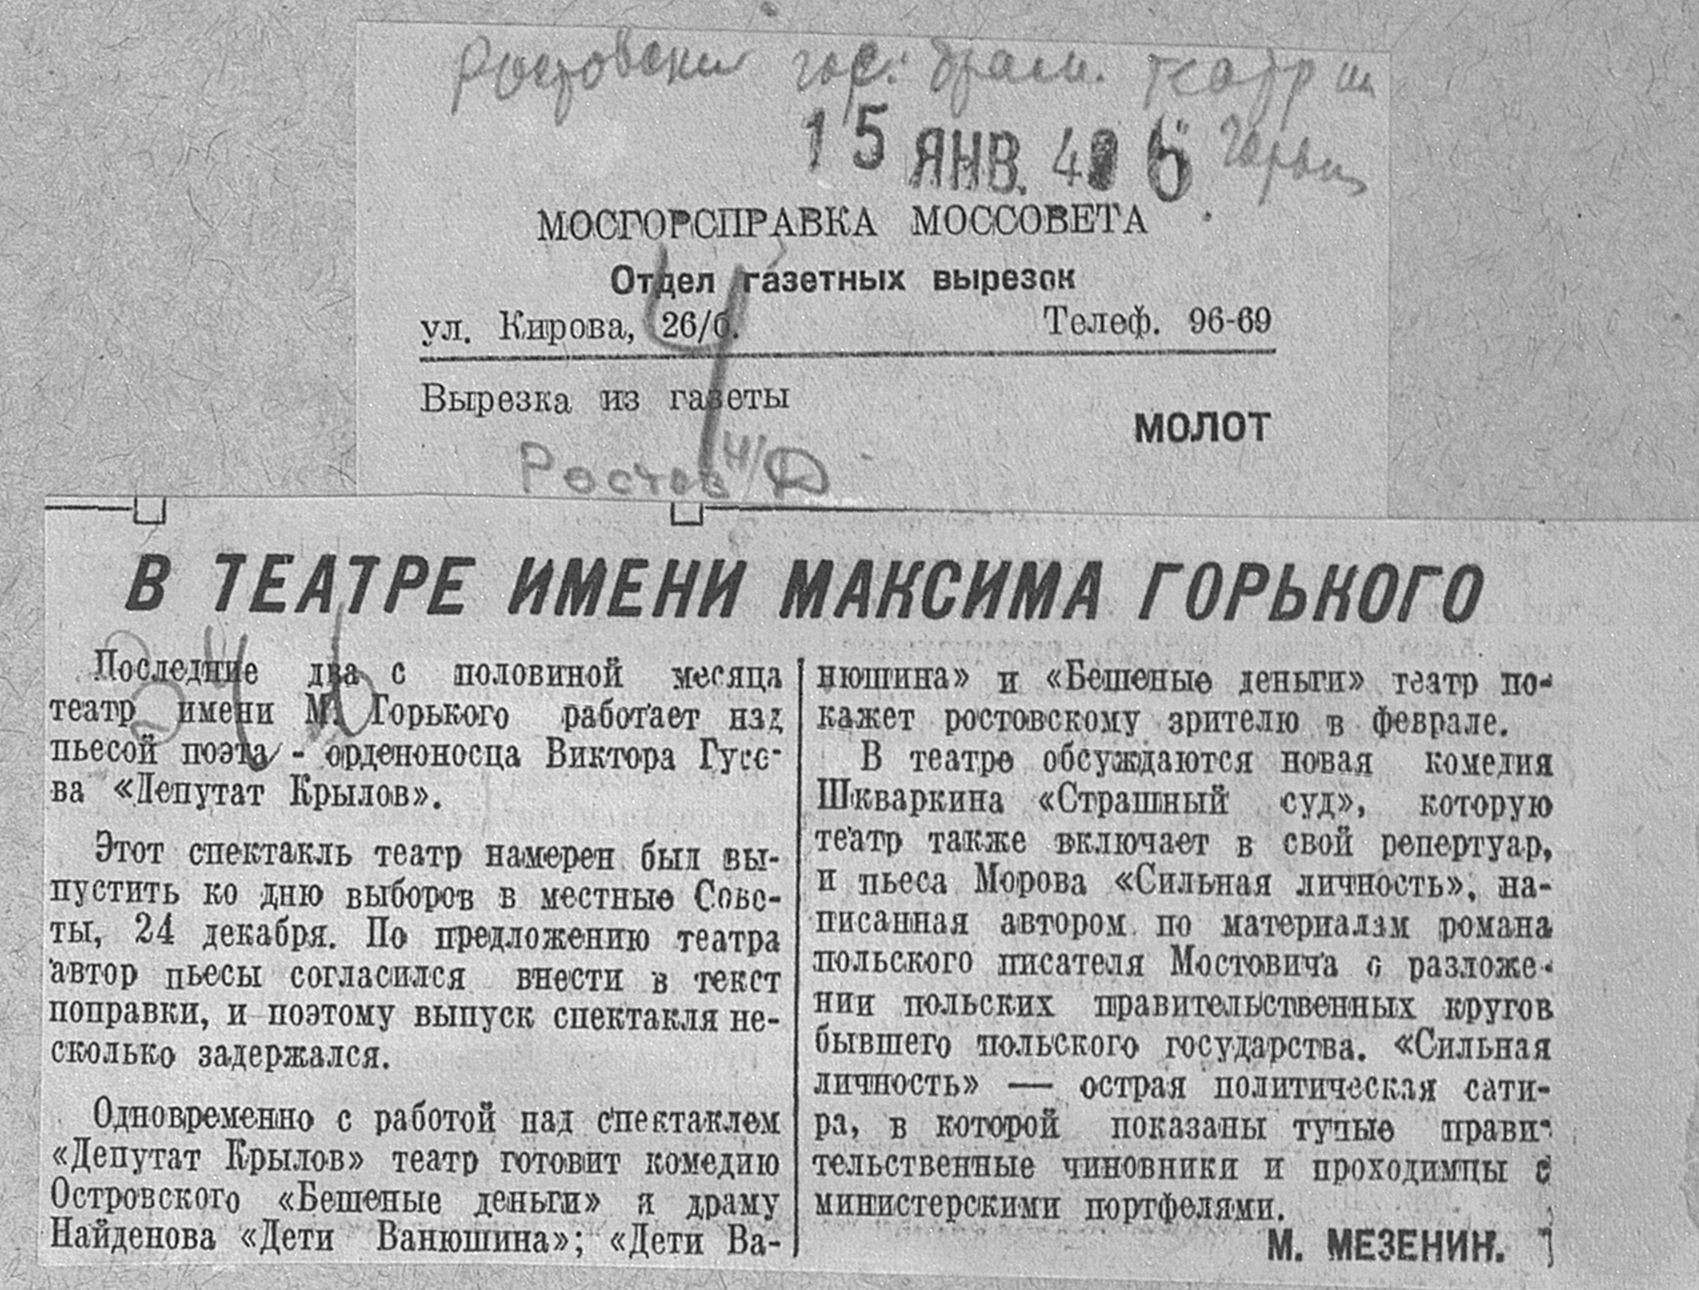 Ростовский гос. драм. театр им
Горьк
15 ЯНВ. 40 6
МОСГОРСПРАВКА МОССОВЕТА
Отдел газетных вырезок
ул. Кирова, 26/б. Телеф. 96-69
Вырезка из газеты
МОЛОТ
Ростов н/Д
В ТЕАТРЕ ИМЕНИ МАКСИМА ГОРЬКОГО
Последние два с половиной месяца
театр имени М. Горького работает над
пьесой поэта - орденоносца Виктора Гусе-
ва «Депутат Крылов».
Этот спектакль театр намерен был вы-
пустить ко дню выборов в местные Сове-
ты, 24 декабря. По предложению театра
автор пьесы согласился внести в текст
поправки, и поэтому выпуск спектакля не-
сколько задержался.
Одновременно с работой над спектаклем
«Депутат Крылов» театр готовит комедию
Островского «Бешеные деньги» и драму
Найденова «Дети Ванюшина»; «Дети Ва-
нюшина» и «Бешеные деньги» театр по-
кажет ростовскому зрителю в феврале.
В театре обсуждаются новая комедия
Шкваркина «Страшный суд», которую
театр также включает в свой репертуар,
и пьеса Морова «Сильная личность», на-
писанная автором по материалам романа
польского писателя Мостовича о разложе-
нии польских правительственных кругов
бывшего польского государства. «Сильная
личность» — острая политическая сати-
ра, в которой показаны тупые прави-
тельственные чиновники и проходимцы с
министерскими портфелями.
М. МЕЗЕНИН.